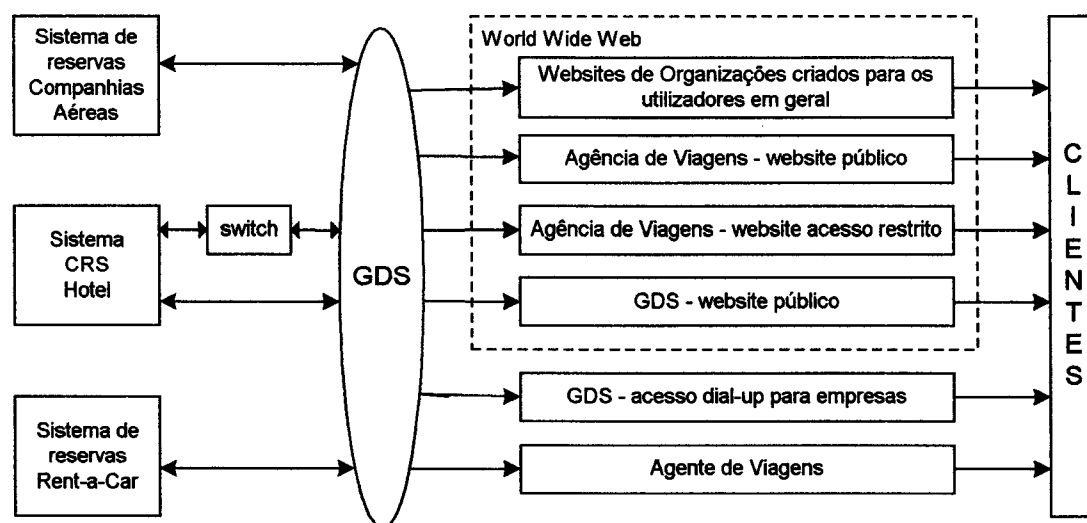 Sistema de
reservas
Companhias
Aéreas
Sistema
CRS
Hotel
switch
Sistema de
reservas
Rent-a-Car
GDS
World Wide Web
Websites de Organizações criados para os
utilizadores em geral
Agência de Viagens - website público
Agência de Viagens - website acesso restrito
GDS - website público
GDS - acesso dial-up para empresas
Agente de Viagens
C
L
I
E
N
T
E
S